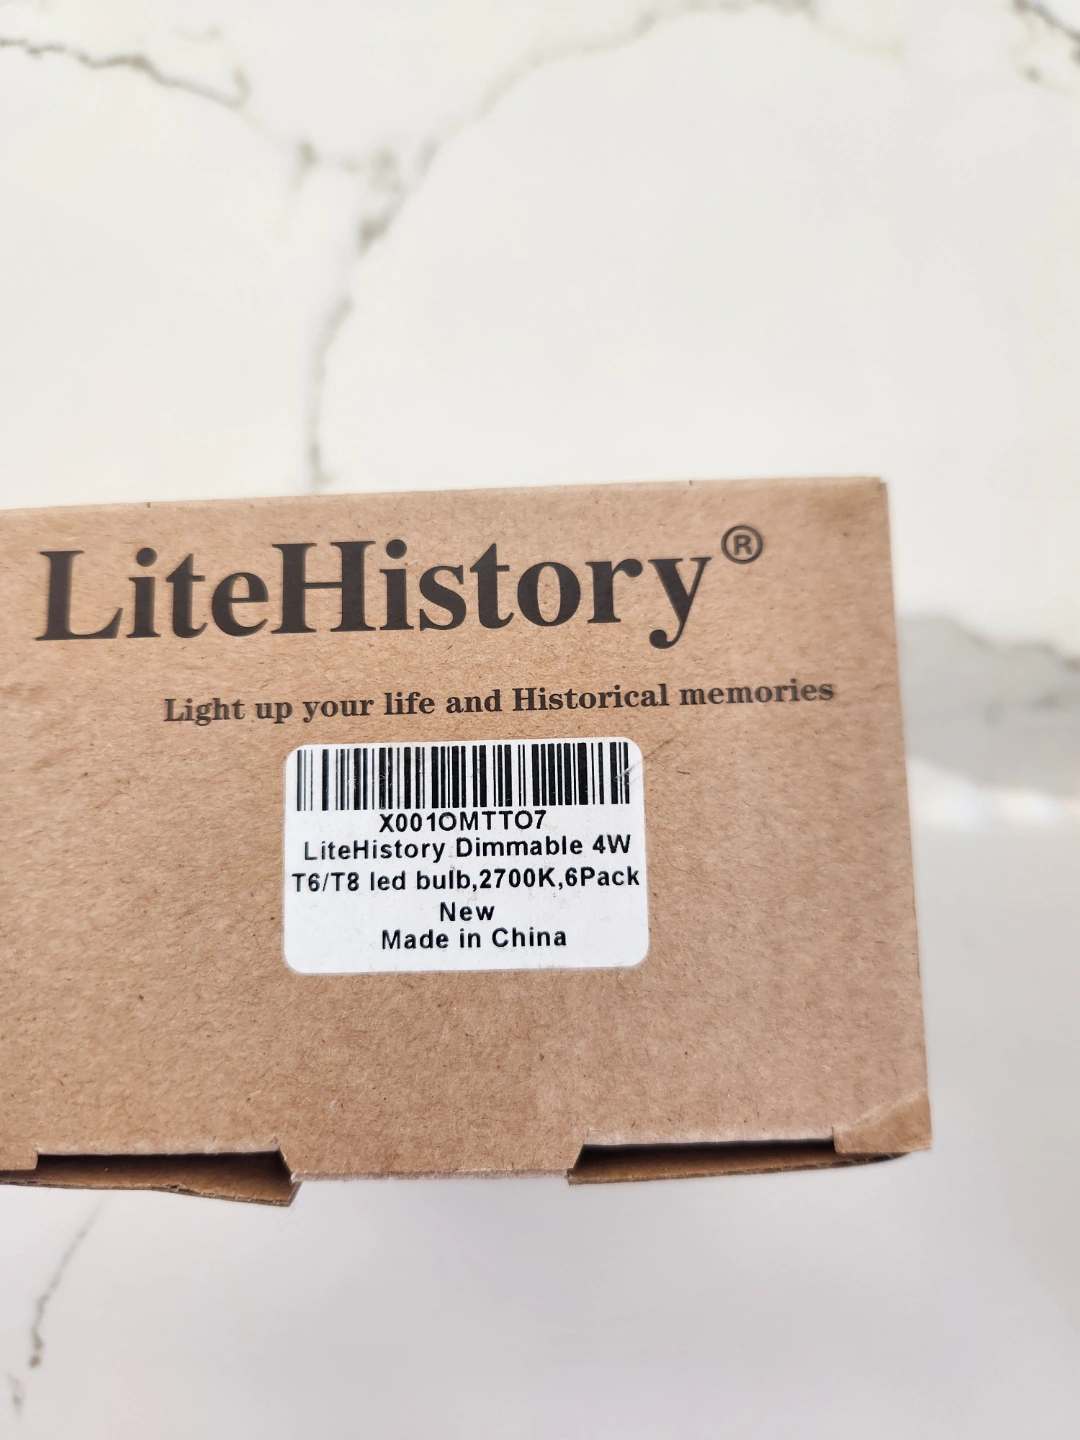 LiteHistory®
Light up your life and Historical memories
X001OMTTO7
LiteHistory Dimmable 4W
T6/T8 led bulb,2700K,6Pack
New
Made in China